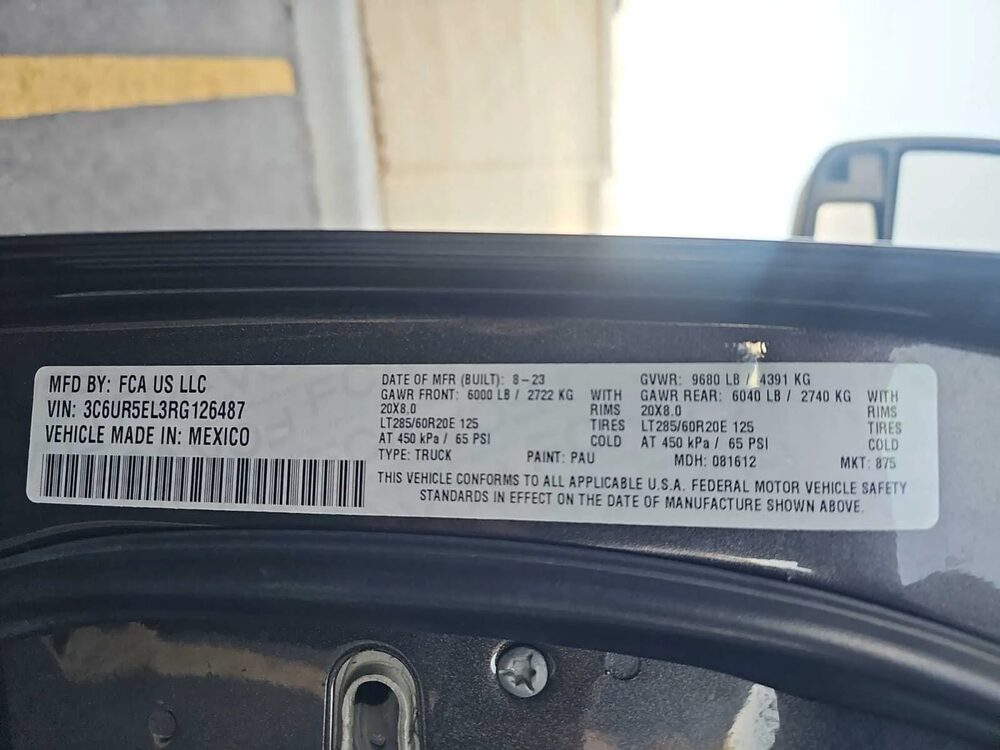 MFD BY: FCA US LLC
VIN: 3C6UR5EL3RG126487
VEHICLE MADE IN: MEXICO
DATE OF MFR (BUILT): 8-23
GAWR FRONT: 6000 LB / 2722 KG WITH
20X8.0 RIMS
LT285/60R20E 125 TIRES
AT 450 kPa / 65 PSI COLD
TYPE: TRUCK PAINT: PAU
GVWR: 9680 LB / 4391 KG
GAWR REAR: 6040 LB / 2740 KG WITH
20X8.0 RIMS
LT285/60R20E 125 TIRES
AT 450 kPa / 65 PSI COLD
MDH: 081612 MKT: 875
THIS VEHICLE CONFORMS TO ALL APPLICABLE U.S.A. FEDERAL MOTOR VEHICLE SAFETY
STANDARDS IN EFFECT ON THE DATE OF MANUFACTURE SHOWN ABOVE.